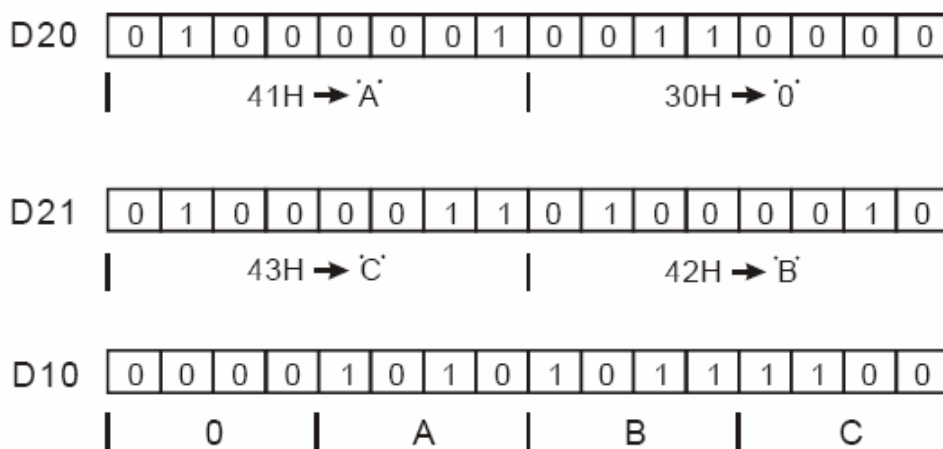 D20 0 1 0 0 0 0 0 1 0 0 1 1 0 0 0 0
41H → "A" 30H → "0"
D21 0 1 0 0 0 0 1 1 0 1 0 0 0 0 1 0
43H → "C" 42H → "B"
D10 0 0 0 0 1 0 1 0 1 0 1 1 1 1 0 0
0 A B C